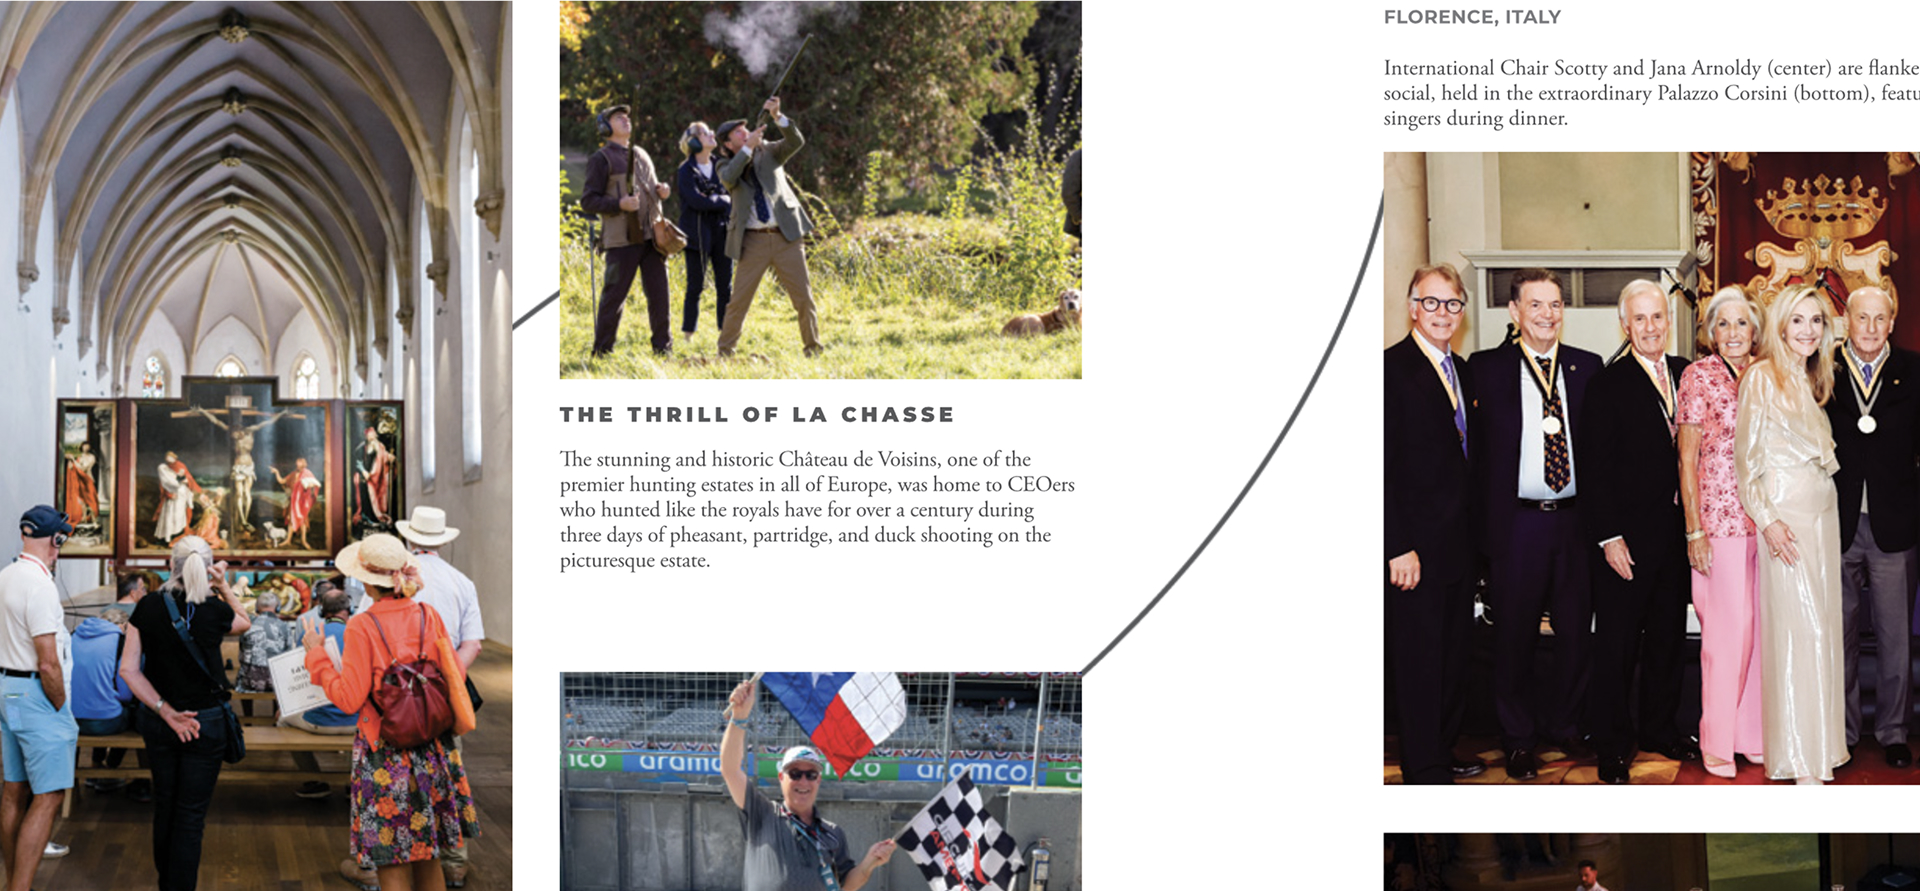 THE THRILL OF LA CHASSE
The stunning and historic Château de Voisins, one of the
premier hunting estates in all of Europe, was home to CEOers
who hunted like the royals have for over a century during
three days of pheasant, partridge, and duck shooting on the
picturesque estate.
aramco
aramco
FLORENCE, ITALY
International Chair Scotty and Jana Arnoldy (center) are flanke
social, held in the extraordinary Palazzo Corsini (bottom), featu
singers during dinner.